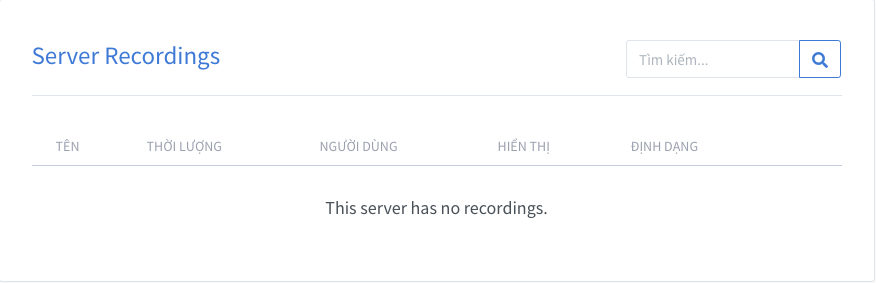 Server Recordings
Tìm kiếm...
TÊN THỜI LƯỢNG NGƯỜI DÙNG HIỂN THỊ ĐỊNH DẠNG
This server has no recordings.